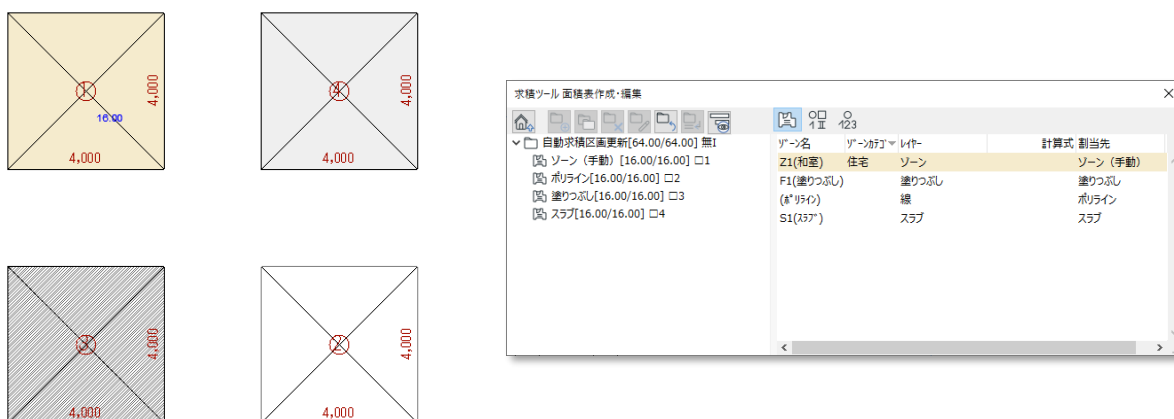 1
16.00
4,000
4,000
4
4,000
4,000
3
4,000
4,000
2
4,000
4,000
求積ツール 面積表作成・編集
自動求積区画更新[64.00/64.00] 無I
ゾーン（手動）[16.00/16.00] □1
ポリライン[16.00/16.00] □2
塗りつぶし[16.00/16.00] □3
スラブ[16.00/16.00] □4
ゾーン名 ゾーンカテゴ レイヤー 計算式 割当先
Z1(和室) 住宅 ゾーン ゾーン（手動）
F1(塗りつぶし) 塗りつぶし 塗りつぶし
(ポリライン) 線 ポリライン
S1(スラブ) スラブ スラブ